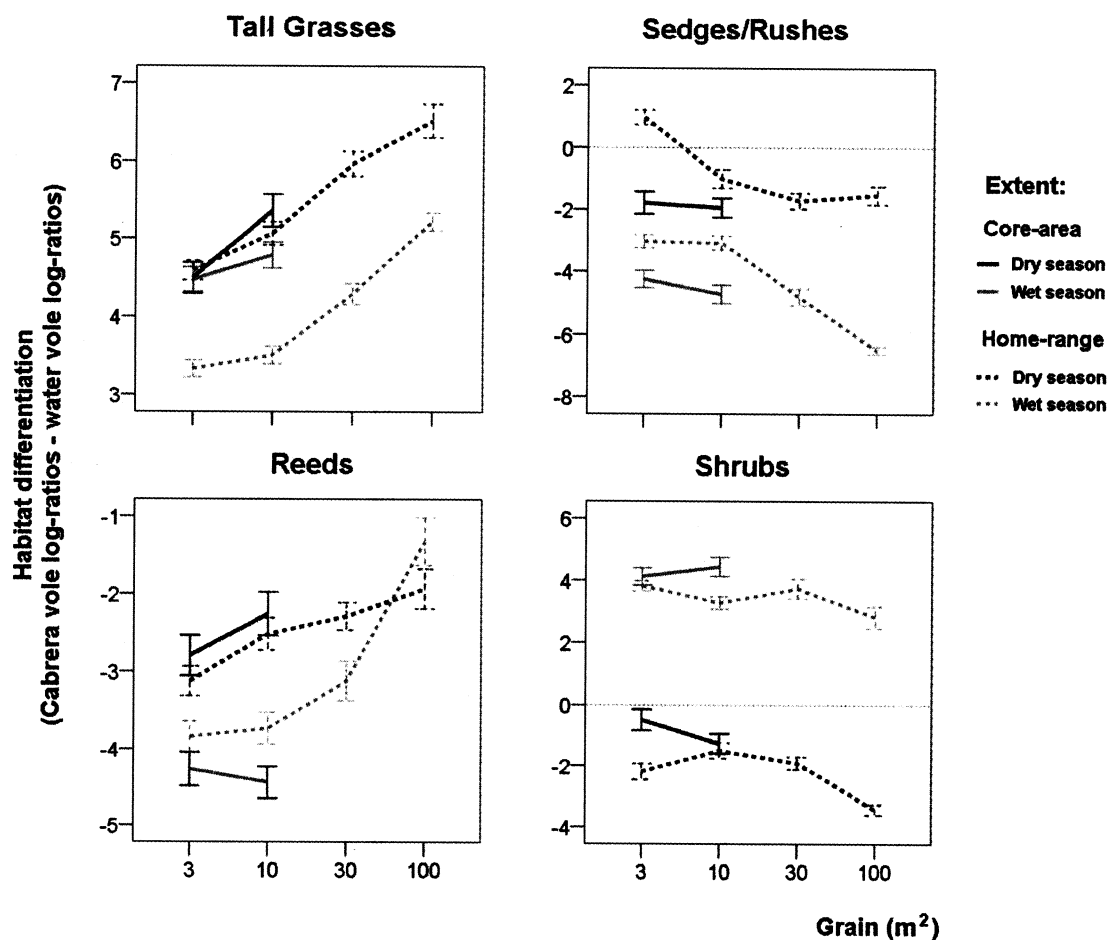 Tall Grasses
Sedges/Rushes
7
6
5
4
3
2
0
-2
-4
-6
-8
Extent:
Core-area
Dry season
Wet season
Home-range
Dry season
Wet season
Habitat differentiation
(Cabrera vole log-ratios - water vole log-ratios)
Reeds
Shrubs
-1
-2
-3
-4
-5
6
4
2
0
-2
-4
3 10 30 100
3 10 30 100
Grain (m²)